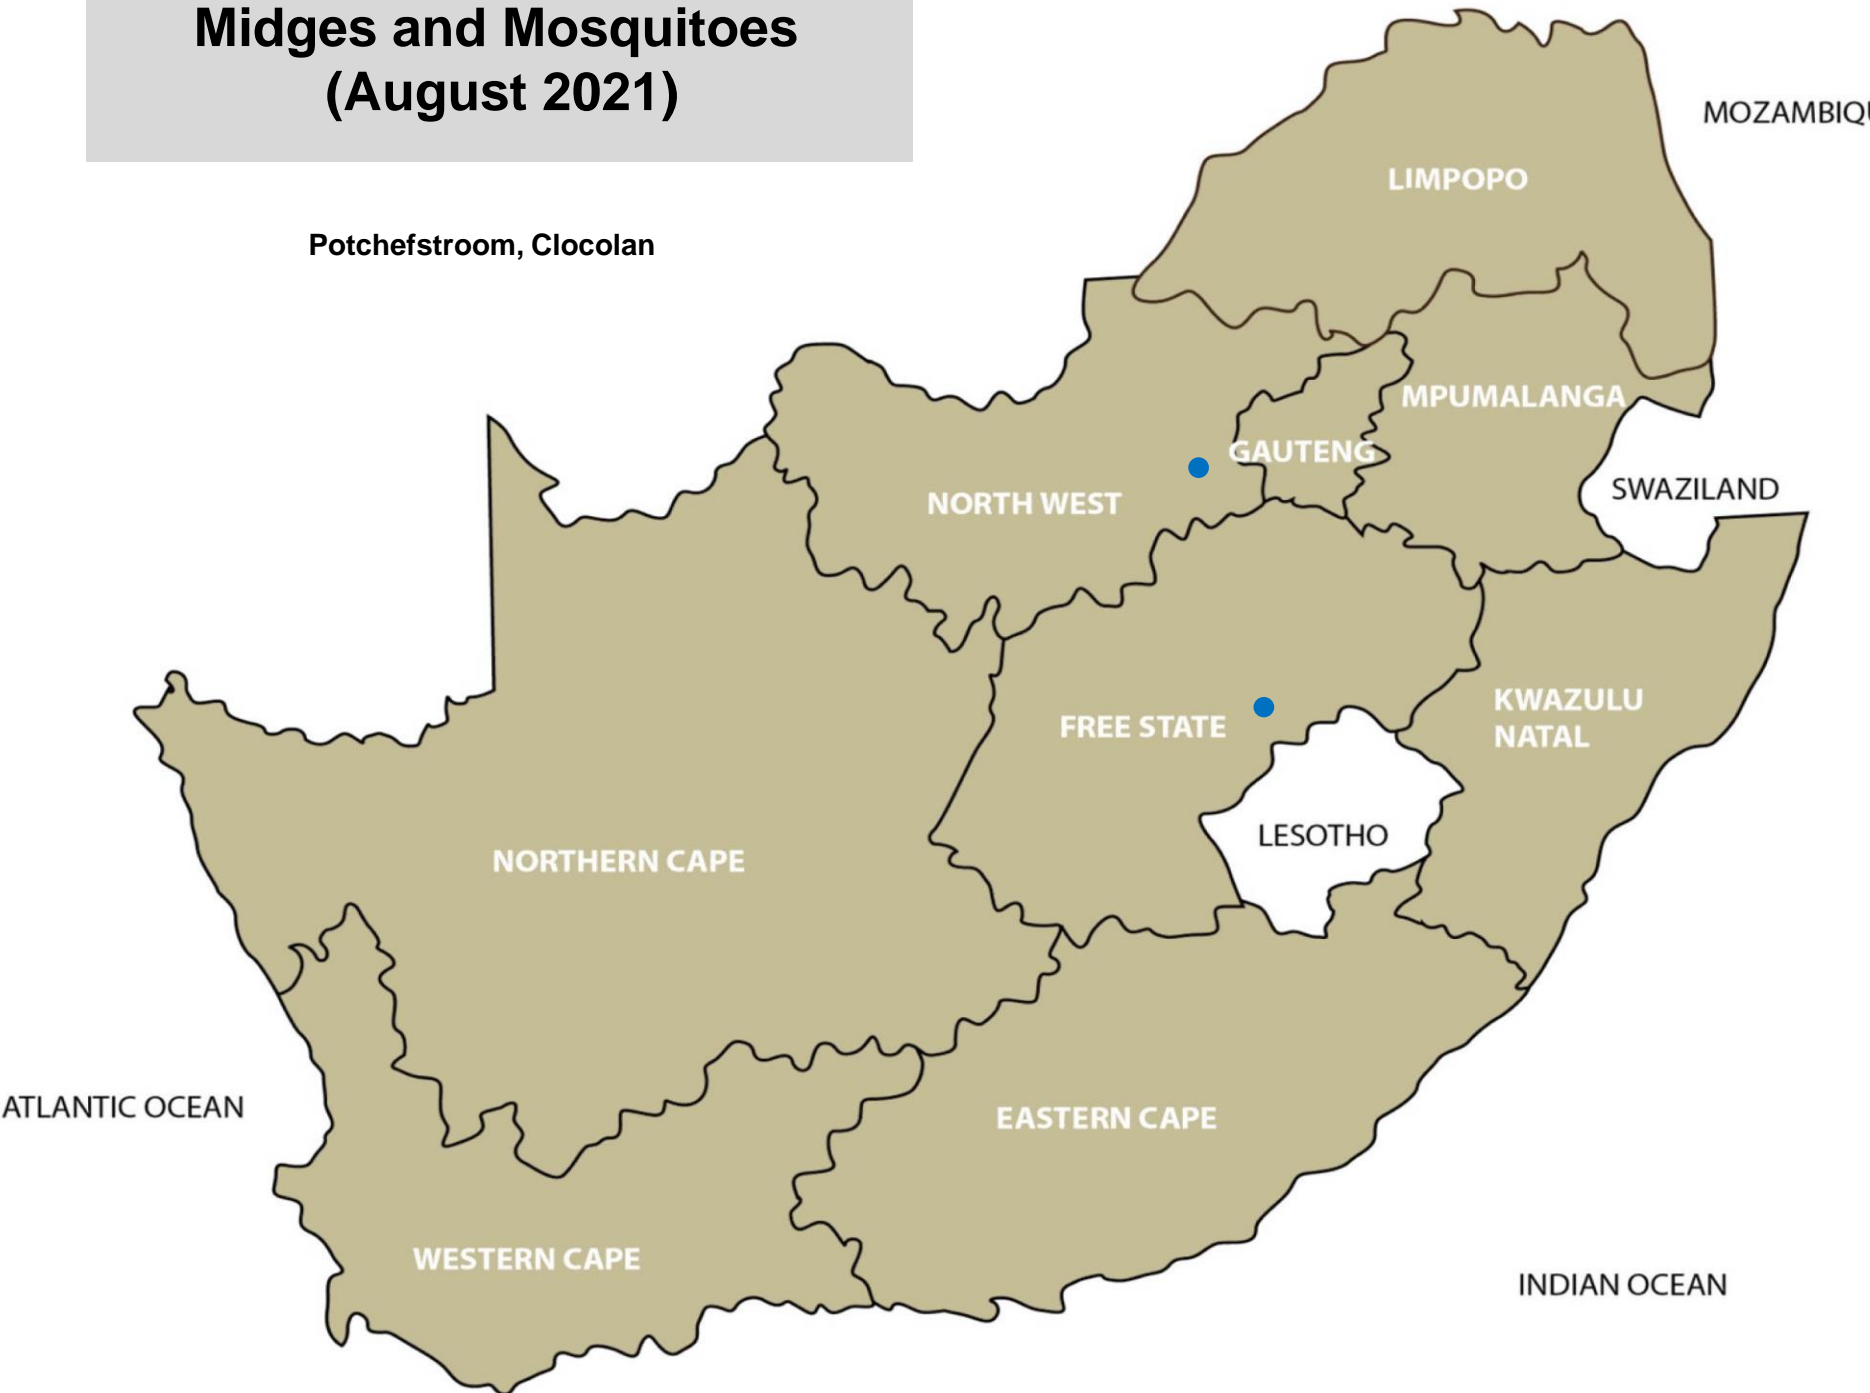 Midges and Mosquitoes
(August 2021)
MOZAMBIQU
LIMPOPO
Potchefstroom, Clocolan
MPUMALANGA
GAUTENG
SWAZILAND
NORTH WEST
KWAZULU
NATAL
FREE STATE
LESOTHO
NORTHERN CAPE
ATLANTIC OCEAN
EASTERN CAPE
WESTERN CAPE
INDIAN OCEAN